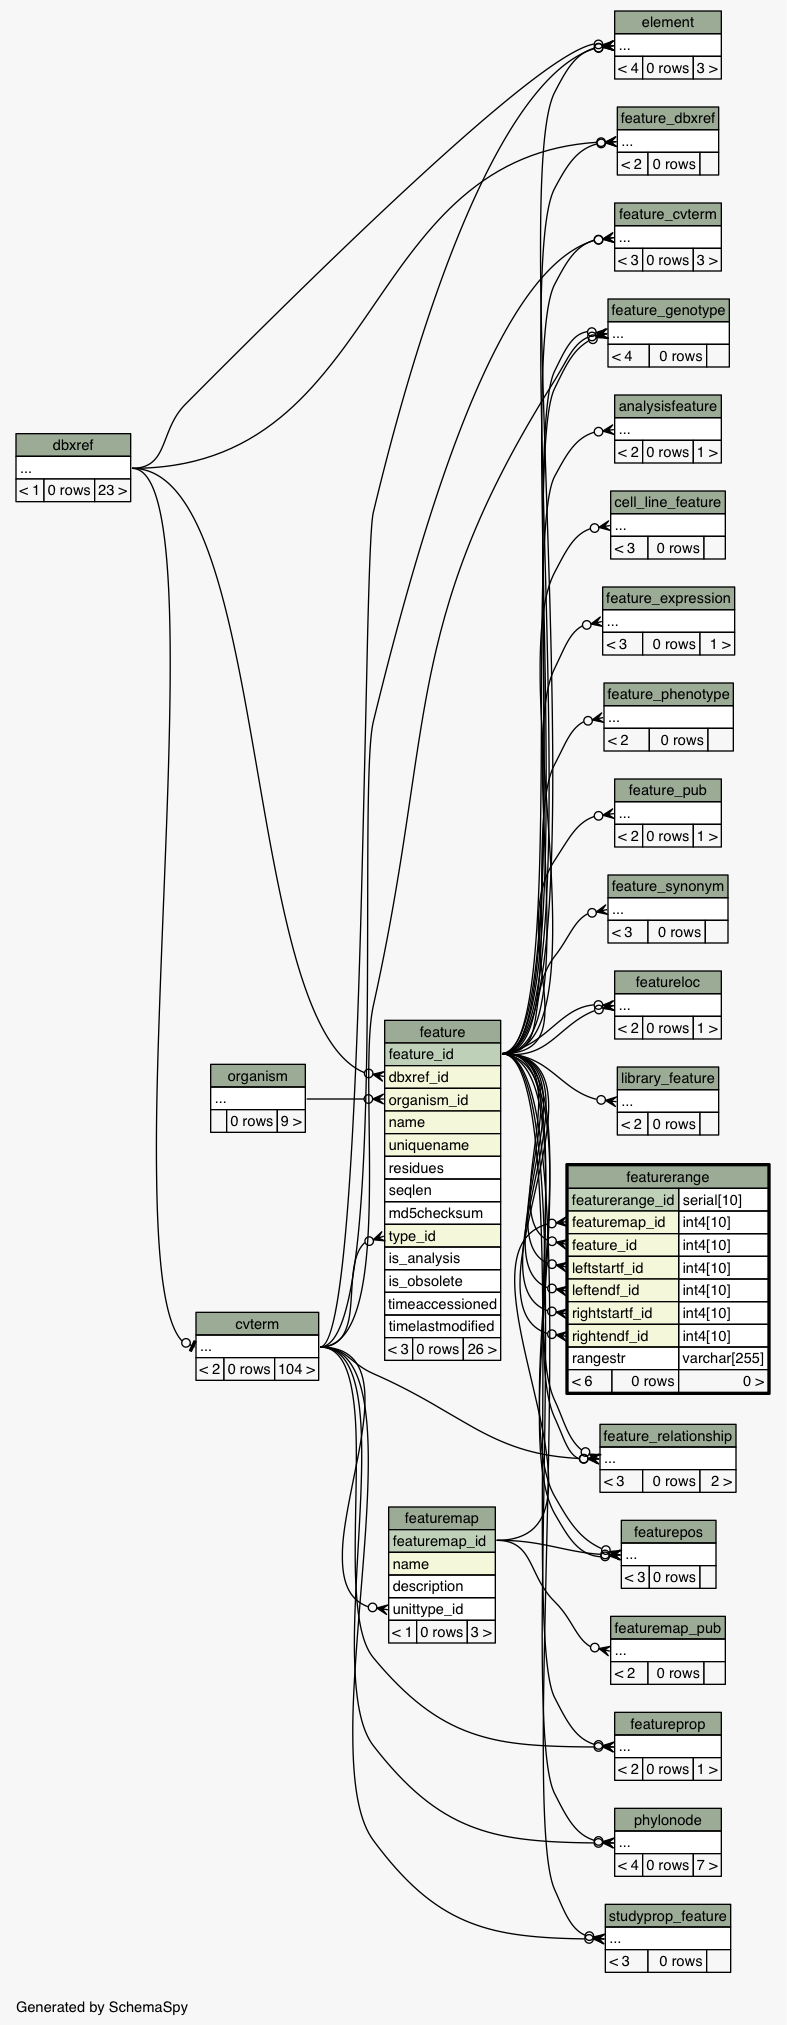 element
...
< 4 0 rows 3 >
feature_dbxref
...
< 2 0 rows
feature_cvterm
...
< 3 0 rows 3 >
feature_genotype
...
< 4 0 rows
analysisfeature
...
< 2 0 rows 1 >
dbxref
...
< 1 0 rows 23 >
cell_line_feature
...
< 3 0 rows
feature_expression
...
< 3 0 rows 1 >
feature_phenotype
...
< 2 0 rows
feature_pub
...
< 2 0 rows 1 >
feature_synonym
...
< 3 0 rows
featureloc
...
< 2 0 rows 1 >
feature
feature_id
dbxref_id
organism_id
name
uniquename
residues
seqlen
md5checksum
type_id
is_analysis
is_obsolete
timeaccessioned
timelastmodified
< 3 0 rows 26 >
organism
...
0 rows 9 >
library_feature
...
< 2 0 rows
featurerange
featurerange_id serial[10]
featuremap_id int4[10]
feature_id int4[10]
leftstartf_id int4[10]
leftendf_id int4[10]
rightstartf_id int4[10]
rightendf_id int4[10]
rangestr varchar[255]
< 6 0 rows 0 >
cvterm
...
< 2 0 rows 104 >
feature_relationship
...
< 3 0 rows 2 >
featuremap
featuremap_id
name
description
unittype_id
< 1 0 rows 3 >
featurepos
...
< 3 0 rows
featuremap_pub
...
< 2 0 rows
featureprop
...
< 2 0 rows 1 >
phylonode
...
< 4 0 rows 7 >
studyprop_feature
...
< 3 0 rows
Generated by SchemaSpy